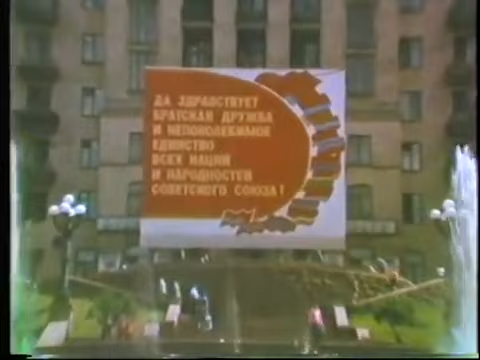 ДА ЗДРАВСТВУЕТ
БРАТСКАЯ ДРУЖБА
И НЕПОКОЛЕБИМОЕ
ЕДИНСТВО
ВСЕХ НАЦИЙ
И НАРОДНОСТЕЙ
СОВЕТСКОГО СОЮЗА!